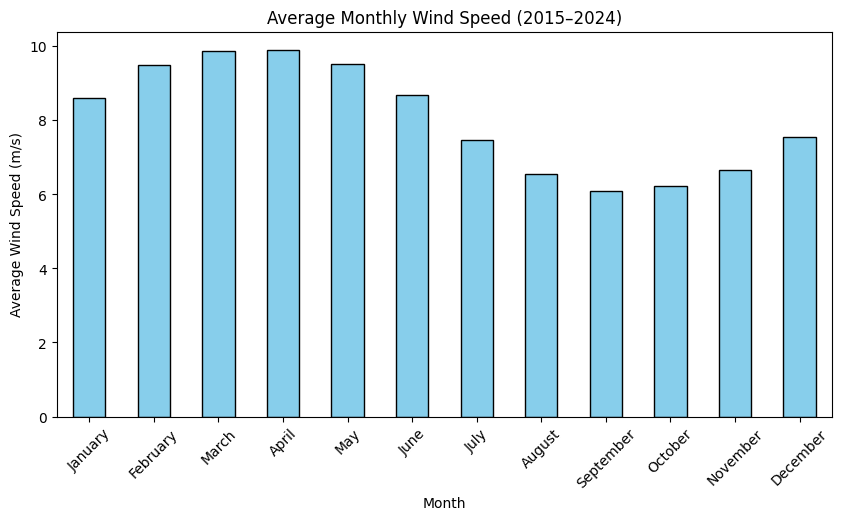 Average Monthly Wind Speed (2015–2024)
Average Wind Speed (m/s)
10
8
6
4
2
0
January
February
March
April
May
June
July
August
September
October
November
December
Month